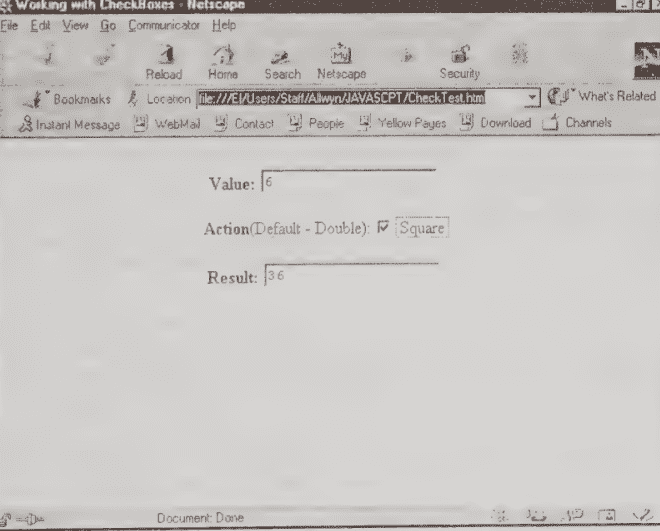 Working with CheckBoxes - Netscape
File Edit View Go Communicator Help
Reload Home Search Netscape Security
My
N
Bookmarks Location file:///E|/Users/Staff/Allwyn/JAVASCPT/CheckTest.htm What's Related
Instant Message WebMail Contact People Yellow Pages Download Channels
Value: 6
Action(Default - Double): Square
Result: 36
Document: Done